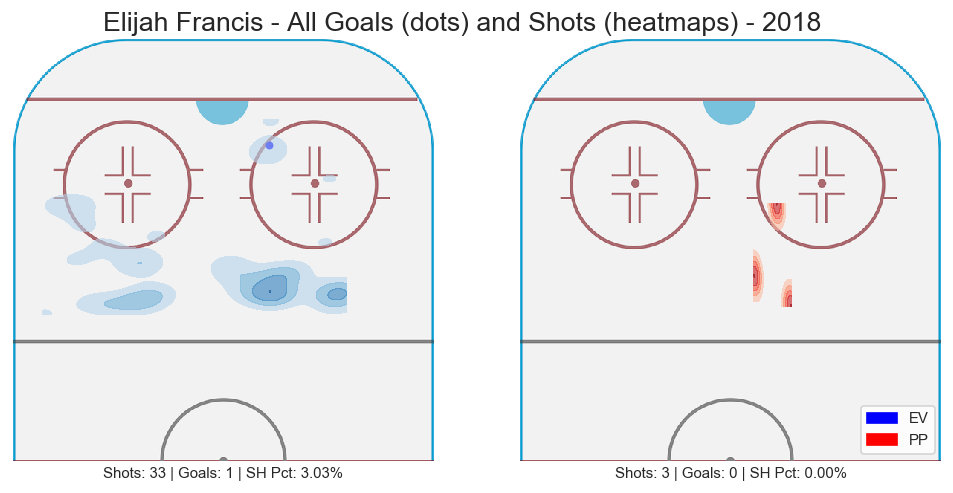 Elijah Francis - All Goals (dots) and Shots (heatmaps) - 2018
EV
PP
Shots: 33 | Goals: 1 | SH Pct: 3.03%
Shots: 3 | Goals: 0 | SH Pct: 0.00%